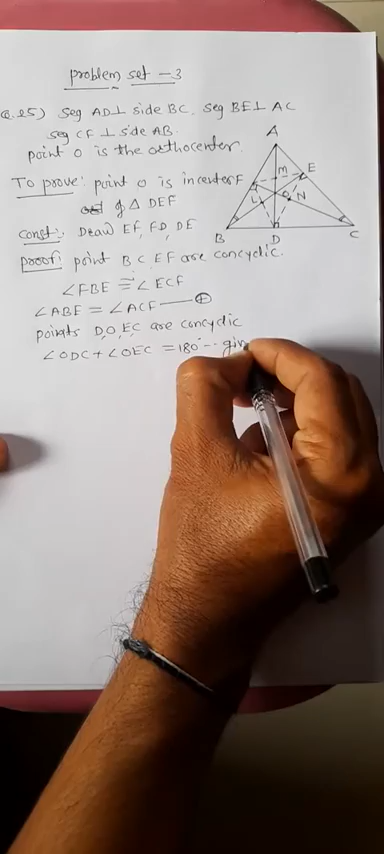 problem set - 3
Q.25) seg AD⊥ side BC, seg BE⊥ AC
seg CF ⊥ side AB.
point O is the orthocenter.
To prove: point O is incenter
of △ DEF
const: Draw EF, FD, DE
proof: point B C E F are concyclic.
∠FBE ≅ ∠ECF
∠ABE = ∠ACF — ①
points D, O, E C are concyclic
∠ODC + ∠OEC = 180° -- giv
A
M
E
F
L
O
N
B
D
C